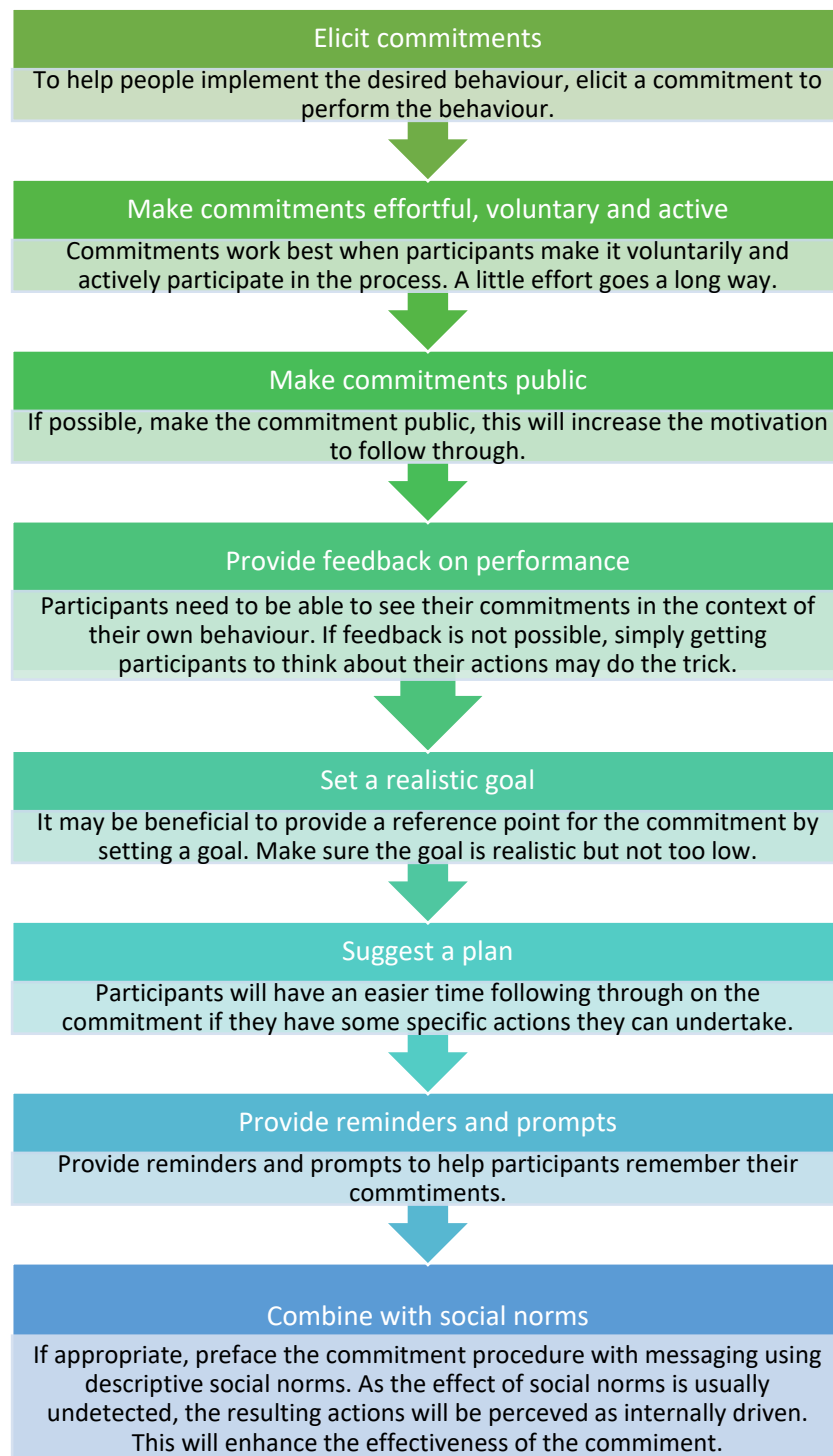 Elicit commitments
To help people implement the desired behaviour, elicit a commitment to
perform the behaviour.
Make commitments effortful, voluntary and active
Commitments work best when participants make it voluntarily and
actively participate in the process. A little effort goes a long way.
Make commitments public
If possible, make the commitment public, this will increase the motivation
to follow through.
Provide feedback on performance
Participants need to be able to see their commitments in the context of
their own behaviour. If feedback is not possible, simply getting
participants to think about their actions may do the trick.
Set a realistic goal
It may be beneficial to provide a reference point for the commitment by
setting a goal. Make sure the goal is realistic but not too low.
Suggest a plan
Participants will have an easier time following through on the
commitment if they have some specific actions they can undertake.
Provide reminders and prompts
Provide reminders and prompts to help participants remember their
commtiments.
Combine with social norms
If appropriate, preface the commitment procedure with messaging using
descriptive social norms. As the effect of social norms is usually
undetected, the resulting actions will be perceved as internally driven.
This will enhance the effectiveness of the commiment.